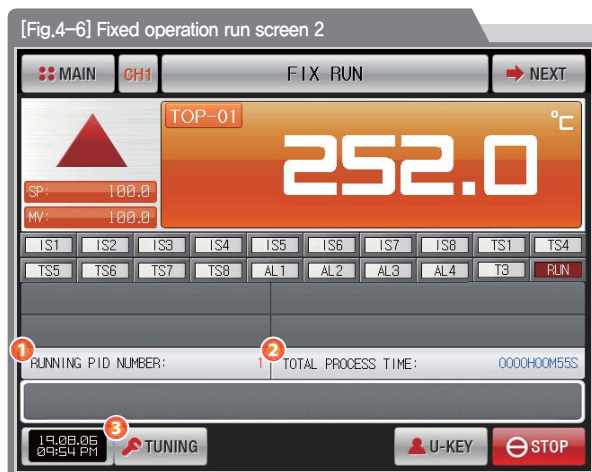 [Fig.4-6] Fixed operation run screen 2
MAIN CH1 FIX RUN NEXT
TOP-01
252.0 °C
SP: 100.0
MV: 100.0
IS1 IS2 IS3 IS4 IS5 IS6 IS7 IS8 TS1 TS4
TS5 TS6 TS7 TS8 AL1 AL2 AL3 AL4 T3 RUN
1 2
RUNNING PID NUMBER: 1 TOTAL PROCESS TIME: 0000H00M55S
3
19.08.06
09:54 PM
TUNING U-KEY STOP